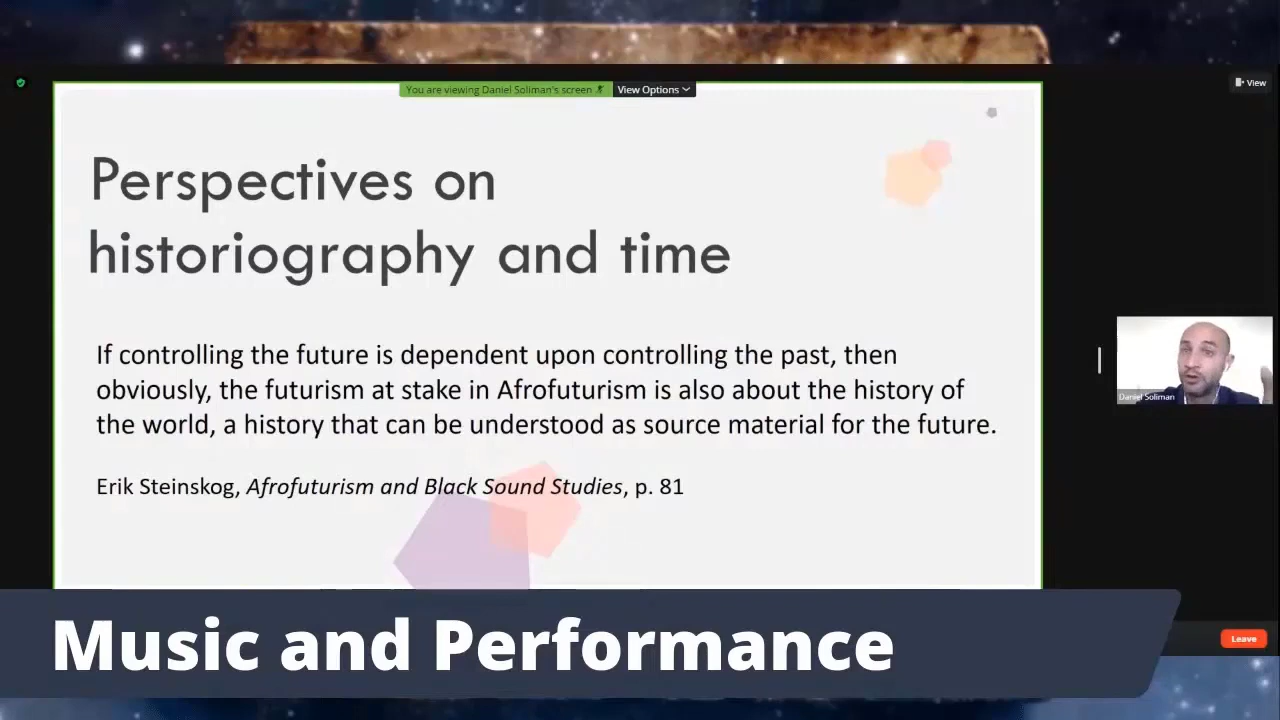 You are viewing Daniel Soliman's screen
View Options
View
Perspectives on
historiography and time
If controlling the future is dependent upon controlling the past, then
obviously, the futurism at stake in Afrofuturism is also about the history of
the world, a history that can be understood as source material for the future.
Erik Steinskog, Afrofuturism and Black Sound Studies, p. 81
Daniel Soliman
Leave
Music and Performance